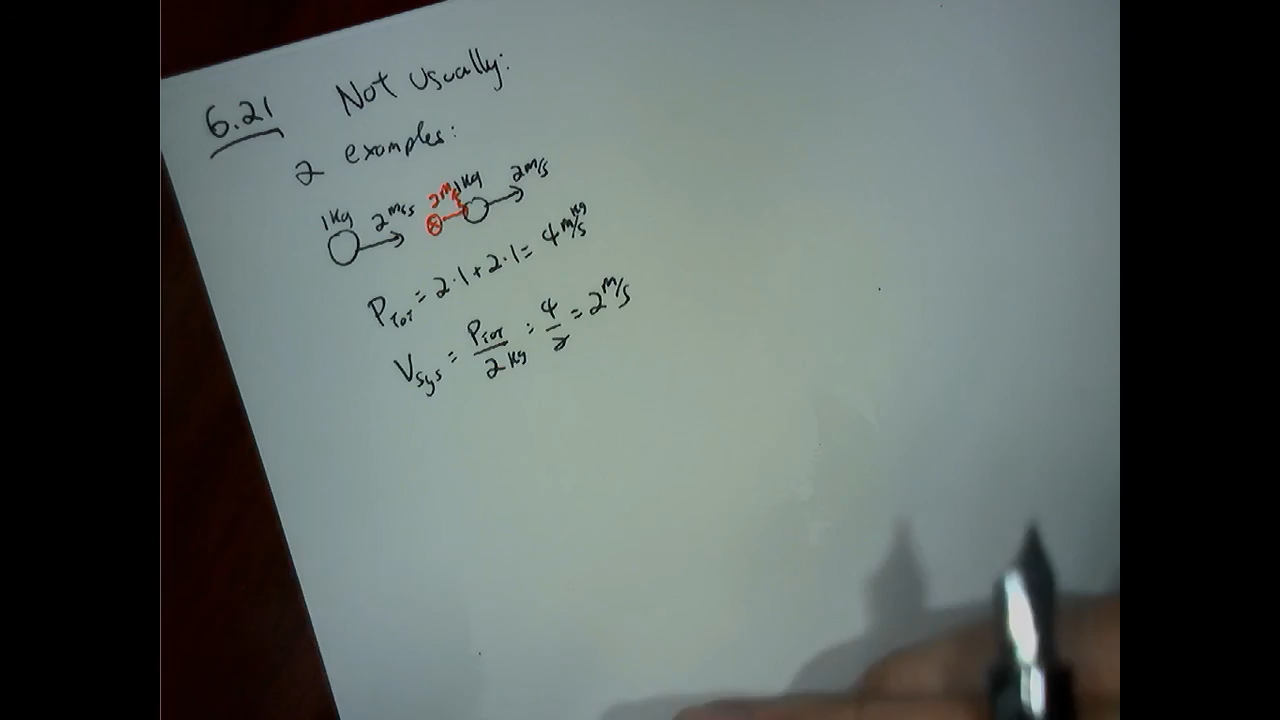 6.21 Not usually:
2 examples:
1kg 2m/s 2m/s 1kg 2m/s
P_TOT = 2·1 + 2·1 = 4 m kg/s
V_sys = P_TOT / 2kg = 4/2 = 2 m/s